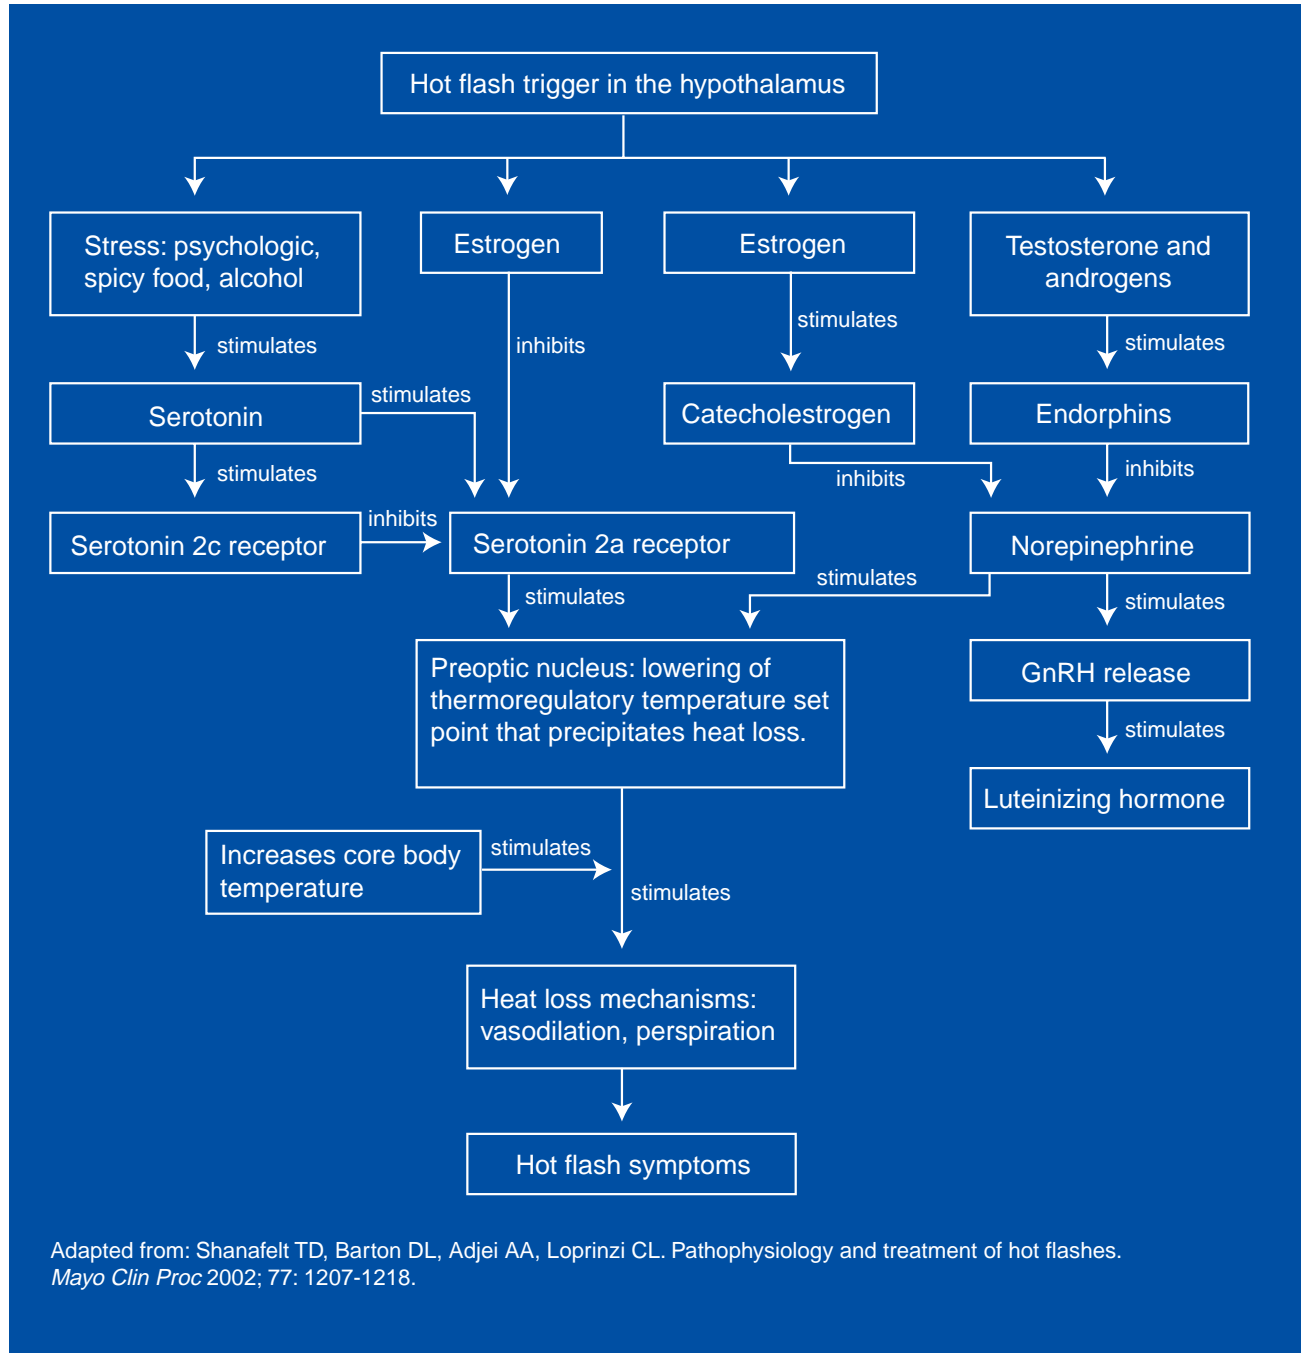 Hot flash trigger in the hypothalamus
Stress: psychologic,
spicy food, alcohol
Estrogen
Estrogen
Testosterone and
androgens
stimulates
inhibits
stimulates
stimulates
Serotonin
stimulates
Catecholestrogen
Endorphins
stimulates
inhibits
inhibits
Serotonin 2c receptor
inhibits
Serotonin 2a receptor
Norepinephrine
stimulates
stimulates
stimulates
Preoptic nucleus: lowering of
thermoregulatory temperature set
point that precipitates heat loss.
GnRH release
stimulates
Luteinizing hormone
Increases core body
temperature
stimulates
stimulates
Heat loss mechanisms:
vasodilation, perspiration
Hot flash symptoms
Adapted from: Shanafelt TD, Barton DL, Adjei AA, Loprinzi CL. Pathophysiology and treatment of hot flashes.
Mayo Clin Proc 2002; 77: 1207-1218.